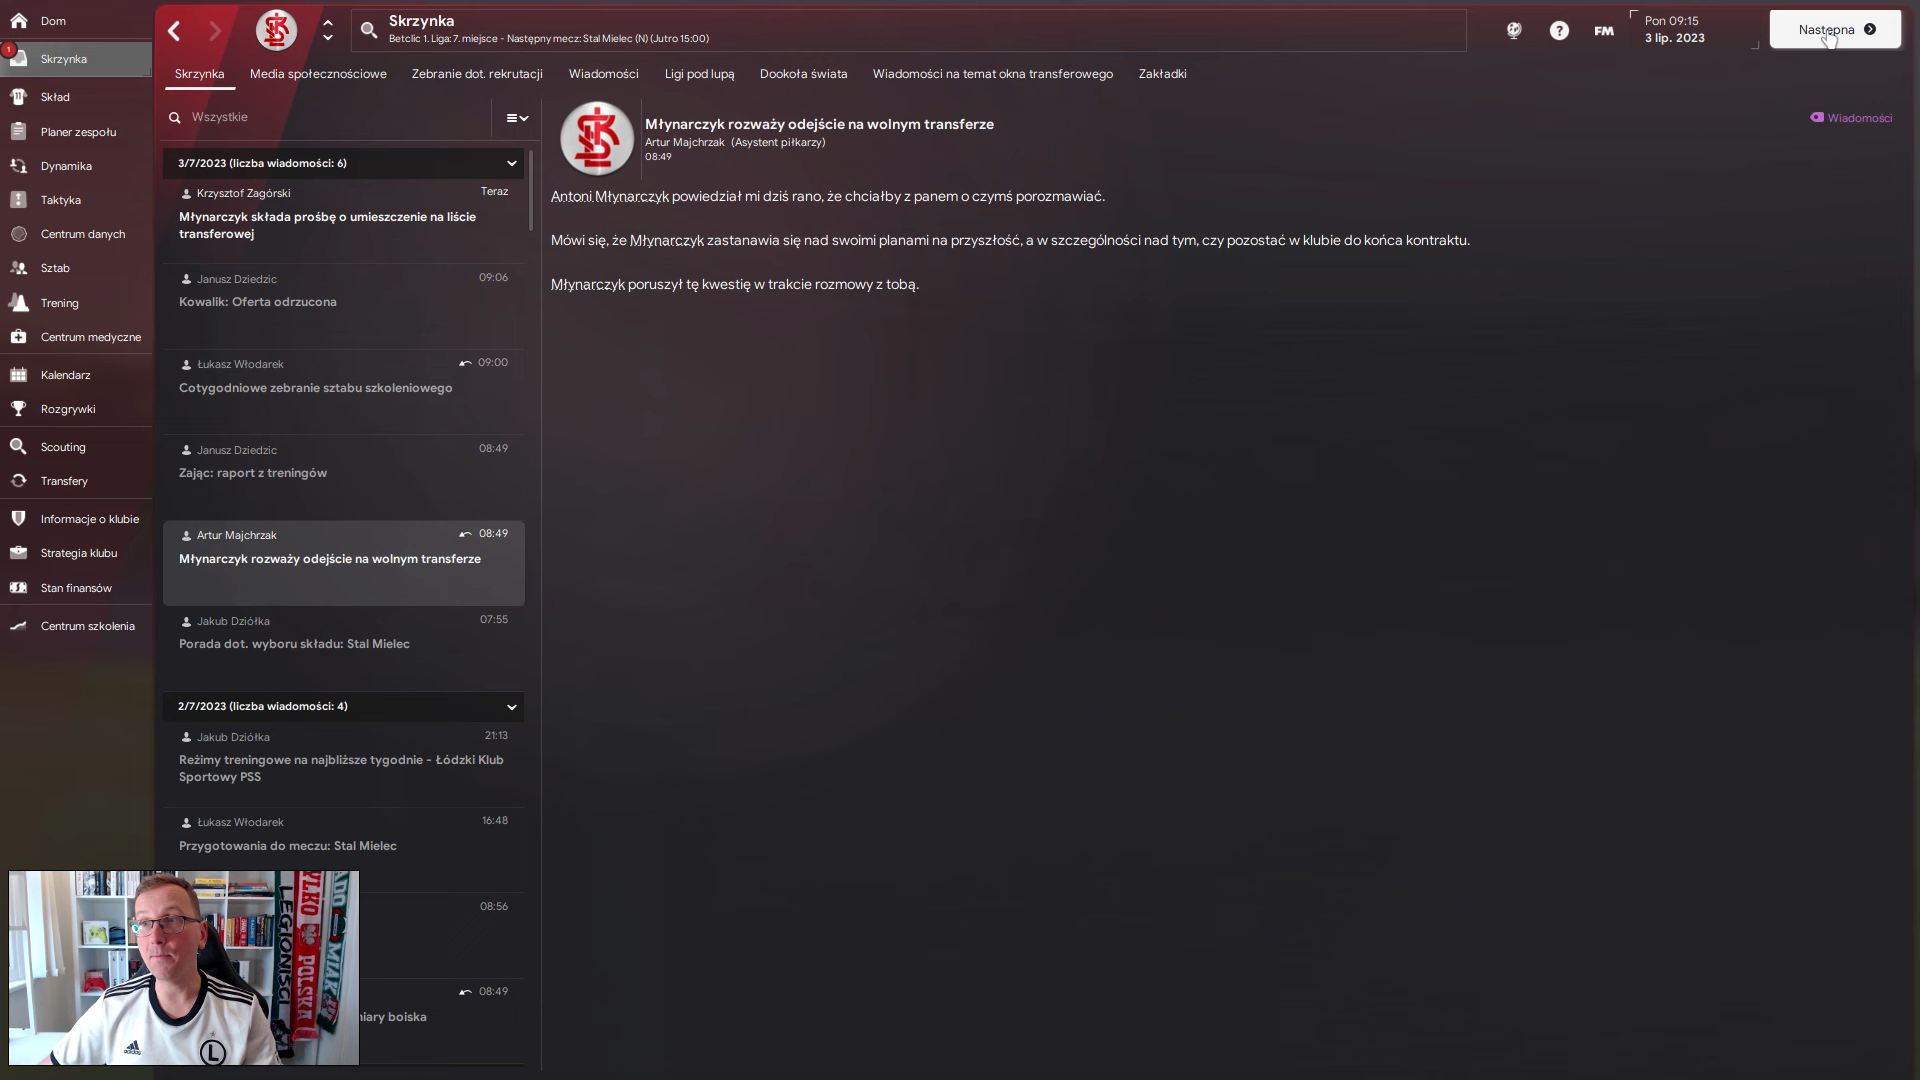 Dom
1
Skrzynka
Skład
Planer zespołu
Dynamika
Taktyka
Centrum danych
Sztab
Trening
Centrum medyczne
Kalendarz
Rozgrywki
Scouting
Transfery
Informacje o klubie
Strategia klubu
Stan finansów
Centrum szkolenia
Skrzynka
Betclic 1. Liga: 7. miejsce - Następny mecz: Stal Mielec (N) (Jutro 15:00)
FM
Pon 09:15
3 lip. 2023
Następna
Skrzynka Media społecznościowe Zebranie dot. rekrutacji Wiadomości Ligi pod lupą Dookoła świata Wiadomości na temat okna transferowego Zakładki
Wszystkie
3/7/2023 (liczba wiadomości: 6)
Krzysztof Zagórski Teraz
Młynarczyk składa prośbę o umieszczenie na liście
transferowej
Janusz Dziedzic 09:06
Kowalik: Oferta odrzucona
Łukasz Włodarek 09:00
Cotygodniowe zebranie sztabu szkoleniowego
Janusz Dziedzic 08:49
Zając: raport z treningów
Artur Majchrzak 08:49
Młynarczyk rozważy odejście na wolnym transferze
Jakub Dziółka 07:55
Porada dot. wyboru składu: Stal Mielec
2/7/2023 (liczba wiadomości: 4)
Jakub Dziółka 21:13
Reżimy treningowe na najbliższe tygodnie - Łódzki Klub
Sportowy PSS
Łukasz Włodarek 16:48
Przygotowania do meczu: Stal Mielec
08:56
08:49
miary boiska
Młynarczyk rozważy odejście na wolnym transferze
Artur Majchrzak (Asystent piłkarzy)
08:49
Wiadomości
Antoni Młynarczyk powiedział mi dziś rano, że chciałby z panem o czymś porozmawiać.
Mówi się, że Młynarczyk zastanawia się nad swoimi planami na przyszłość, a w szczególności nad tym, czy pozostać w klubie do końca kontraktu.
Młynarczyk poruszył tę kwestię w trakcie rozmowy z tobą.
LEGIONIŚCI
TYLKO
POLSKA
adidas
L